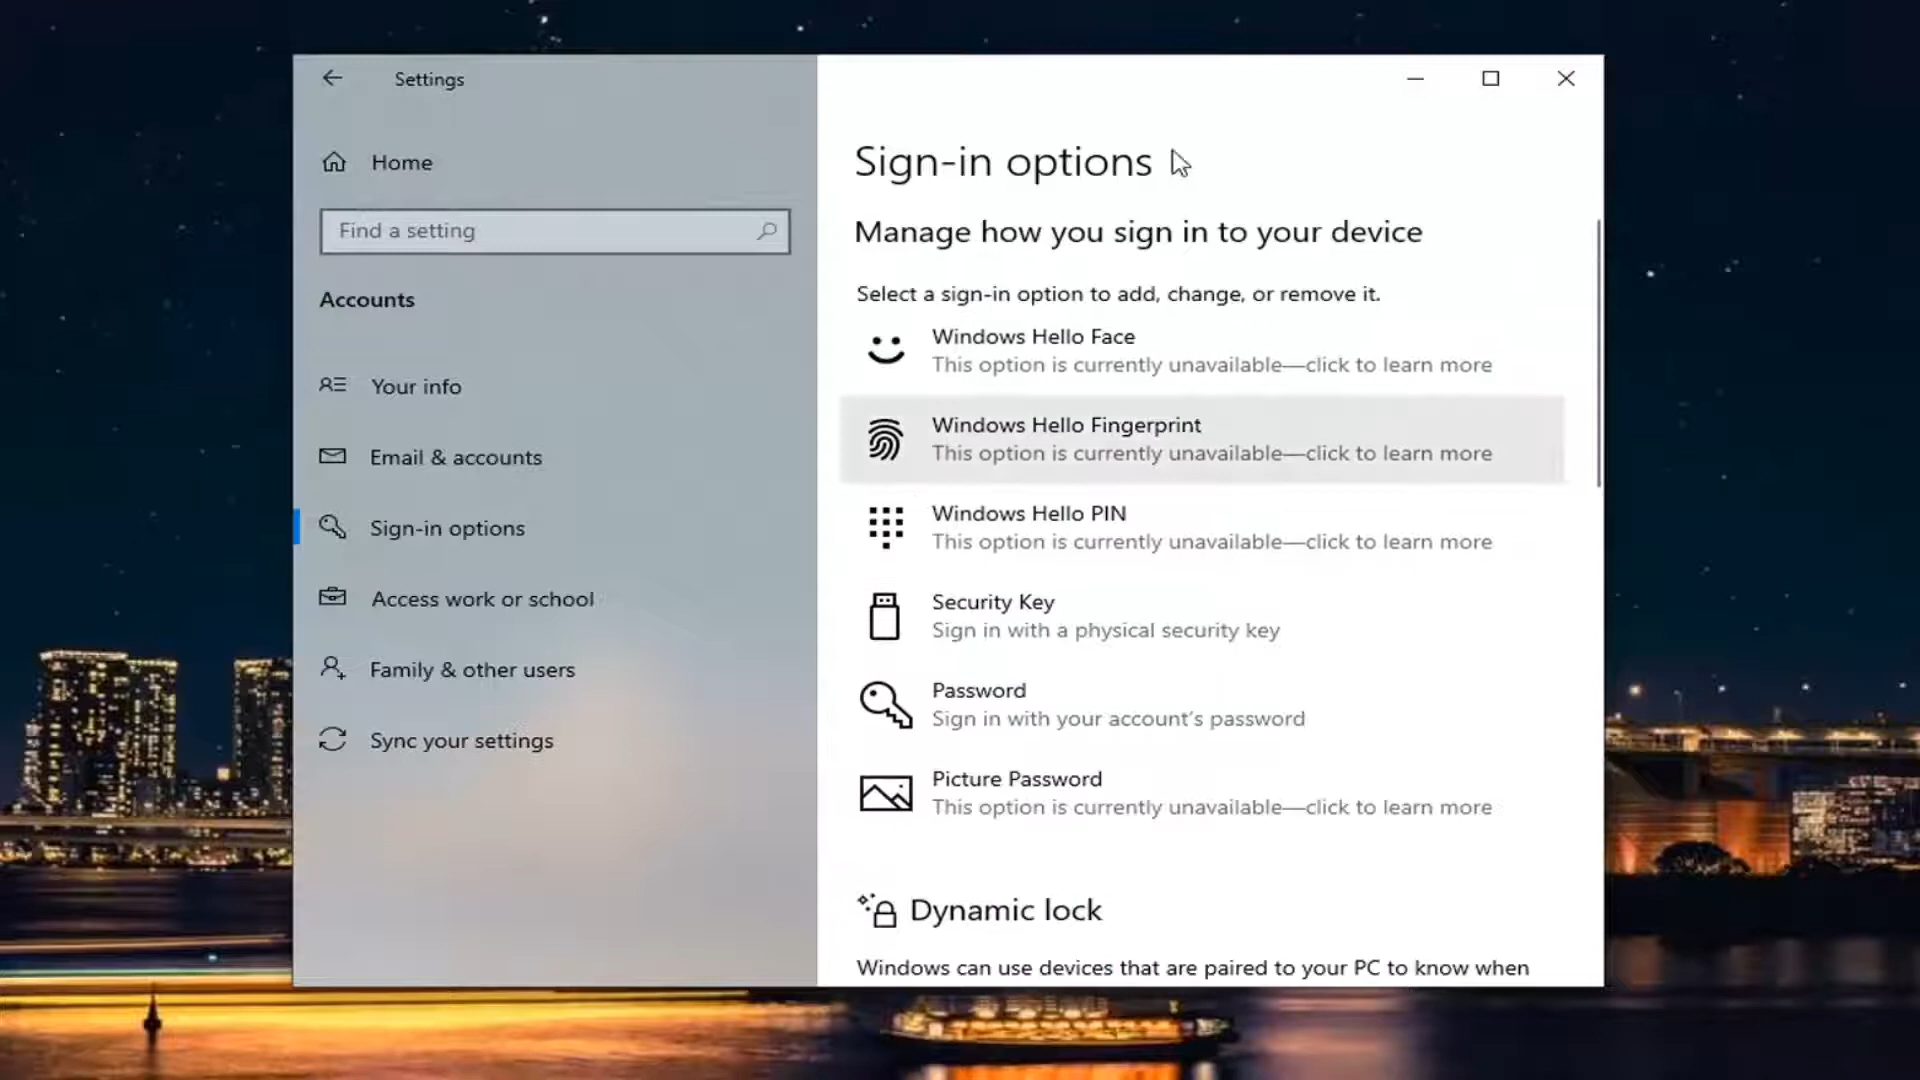 Settings
Home
Find a setting
Accounts
Your info
Email & accounts
Sign-in options
Access work or school
Family & other users
Sync your settings
Sign-in options
Manage how you sign in to your device
Select a sign-in option to add, change, or remove it.
Windows Hello Face
This option is currently unavailable—click to learn more
Windows Hello Fingerprint
This option is currently unavailable—click to learn more
Windows Hello PIN
This option is currently unavailable—click to learn more
Security Key
Sign in with a physical security key
Password
Sign in with your account's password
Picture Password
This option is currently unavailable—click to learn more
Dynamic lock
Windows can use devices that are paired to your PC to know when